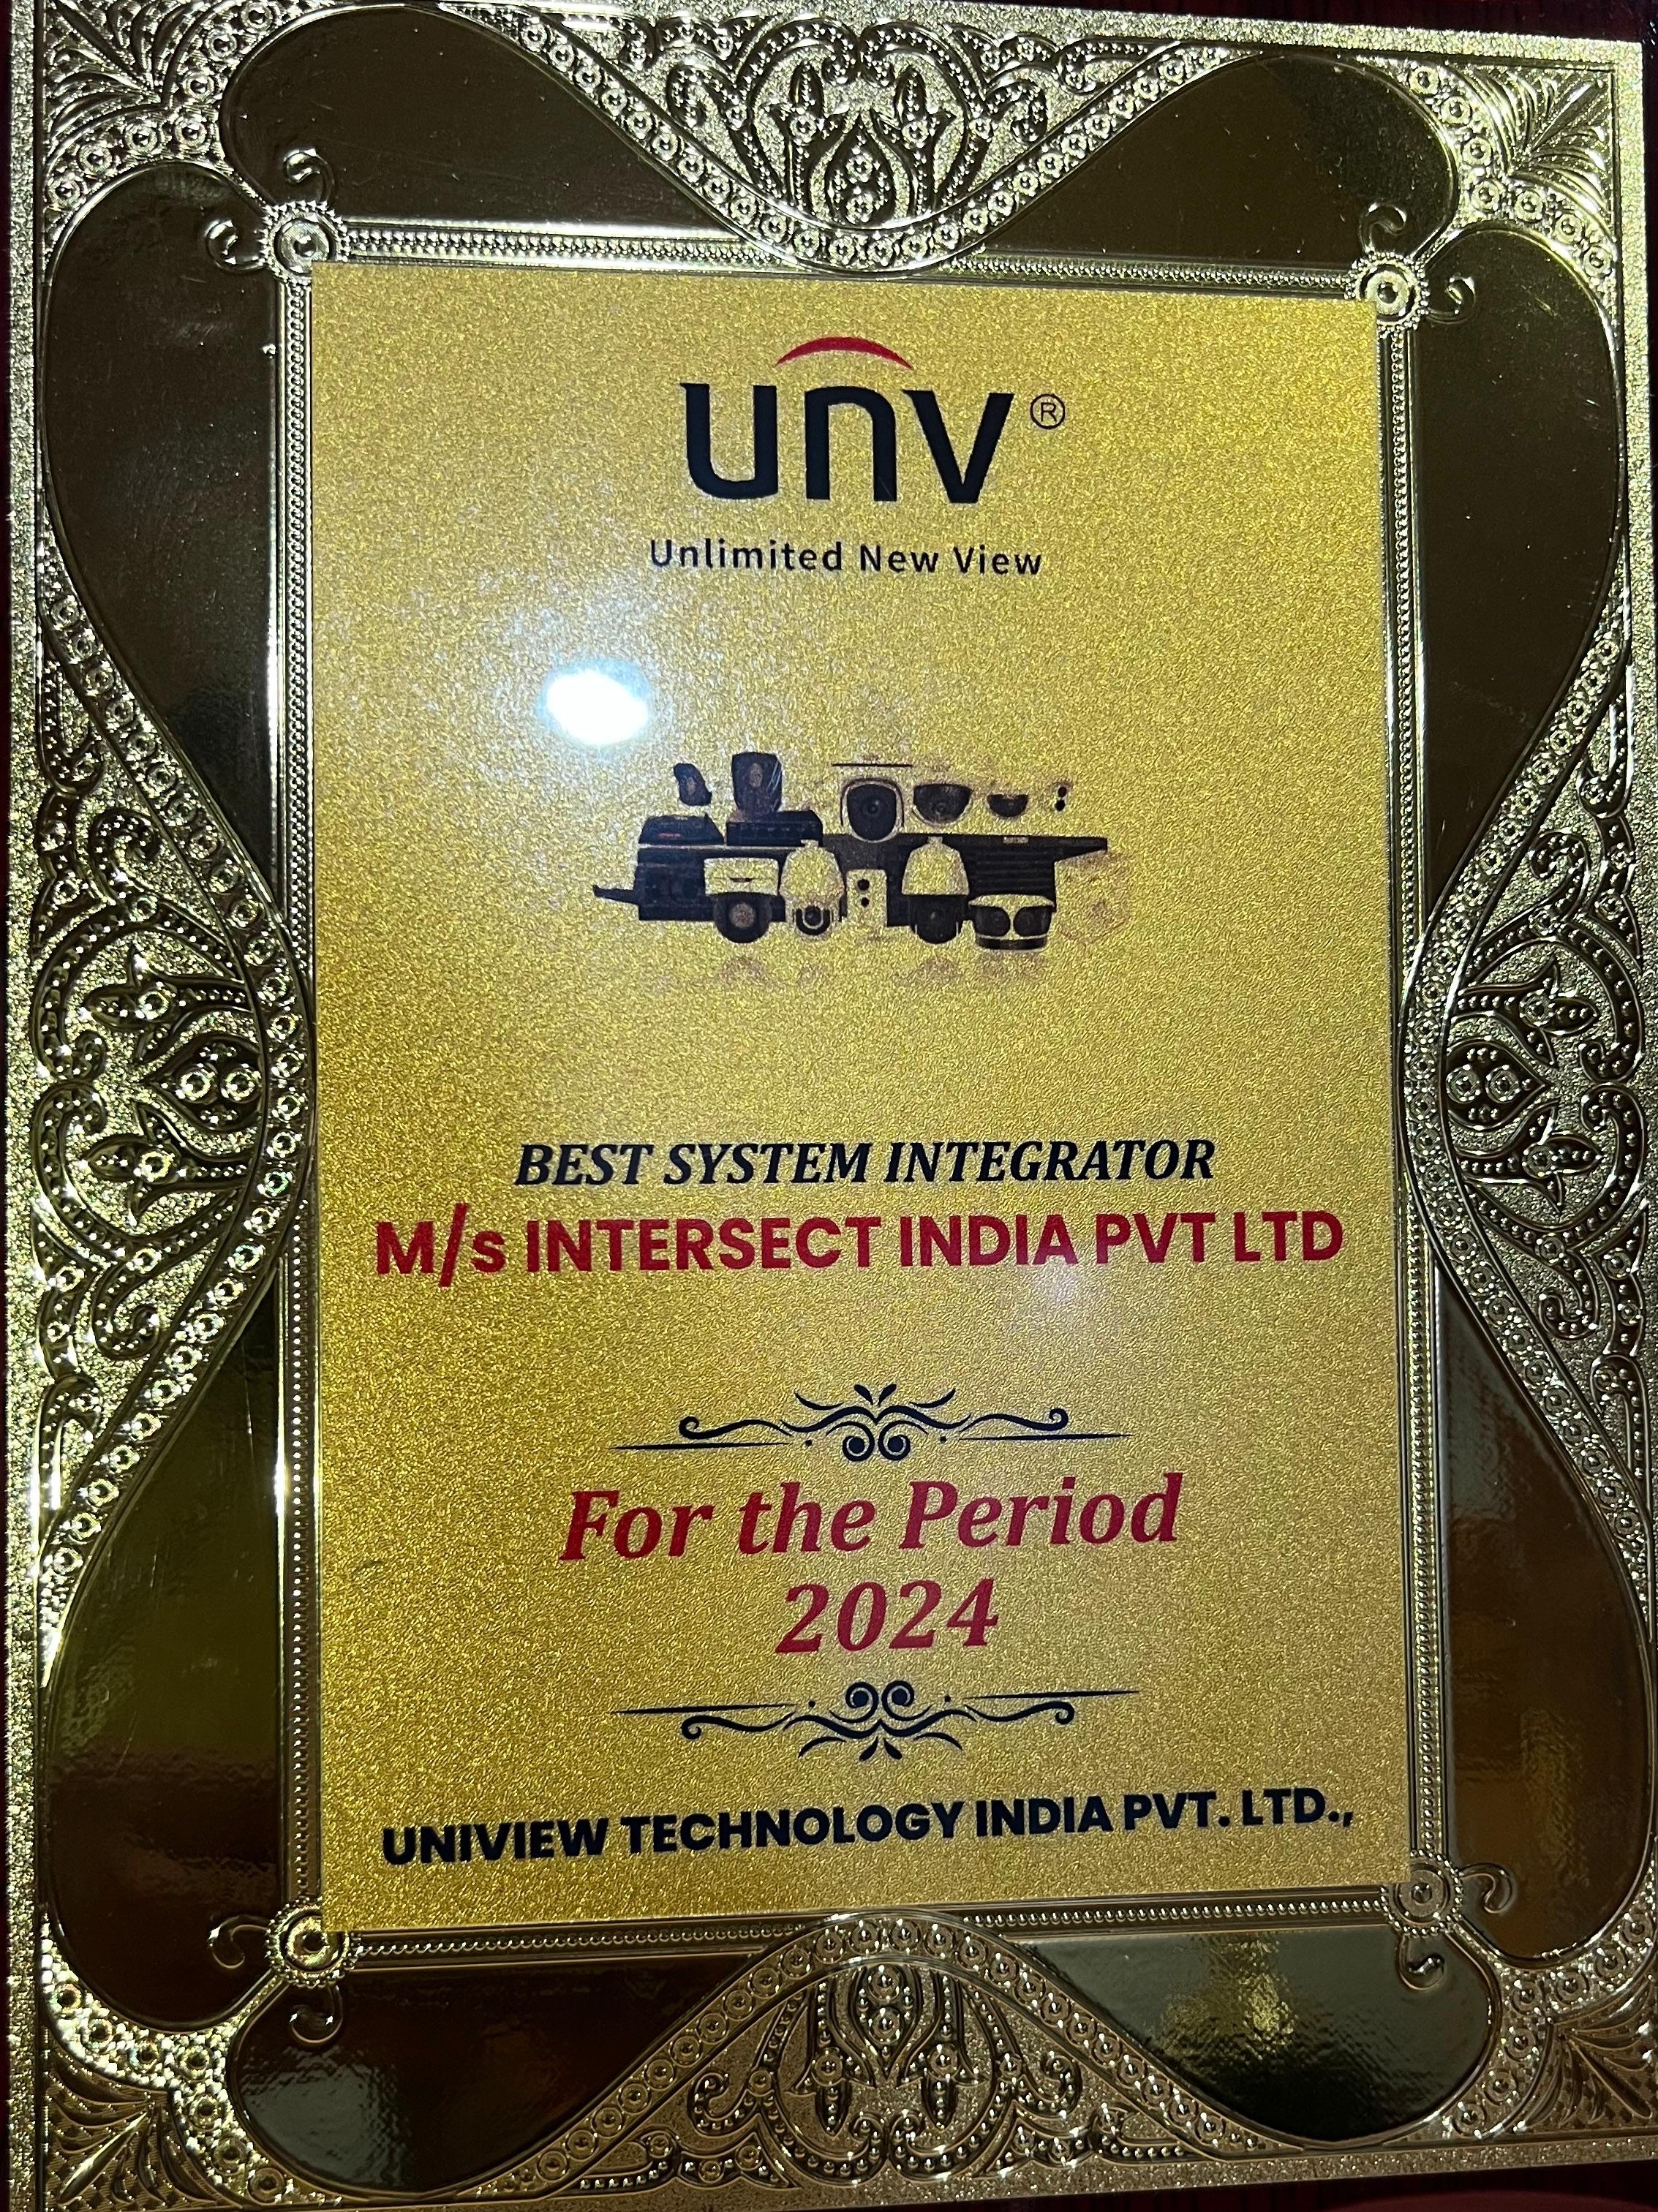 unv®
Unlimited New View
BEST SYSTEM INTEGRATOR
M/s INTERSECT INDIA PVT LTD
For the Period
2024
UNIVIEW TECHNOLOGY INDIA PVT. LTD.,